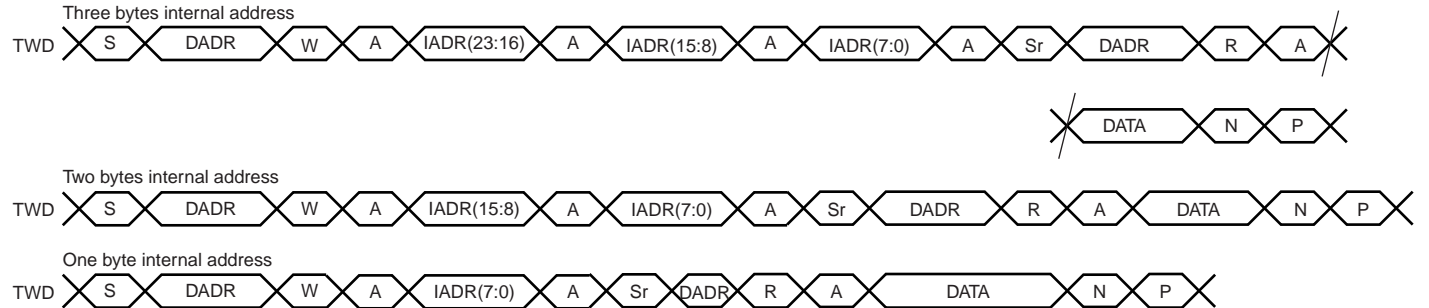 Three bytes internal address
TWD S DADR W A IADR(23:16) A IADR(15:8) A IADR(7:0) A Sr DADR R A
DATA N P
Two bytes internal address
TWD S DADR W A IADR(15:8) A IADR(7:0) A Sr DADR R A DATA N P
One byte internal address
TWD S DADR W A IADR(7:0) A Sr DADR R A DATA N P